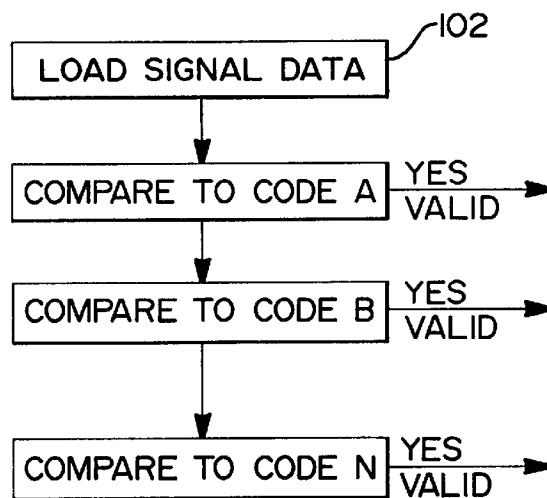 102
LOAD SIGNAL DATA
COMPARE TO CODE A
YES
VALID
COMPARE TO CODE B
YES
VALID
COMPARE TO CODE N
YES
VALID